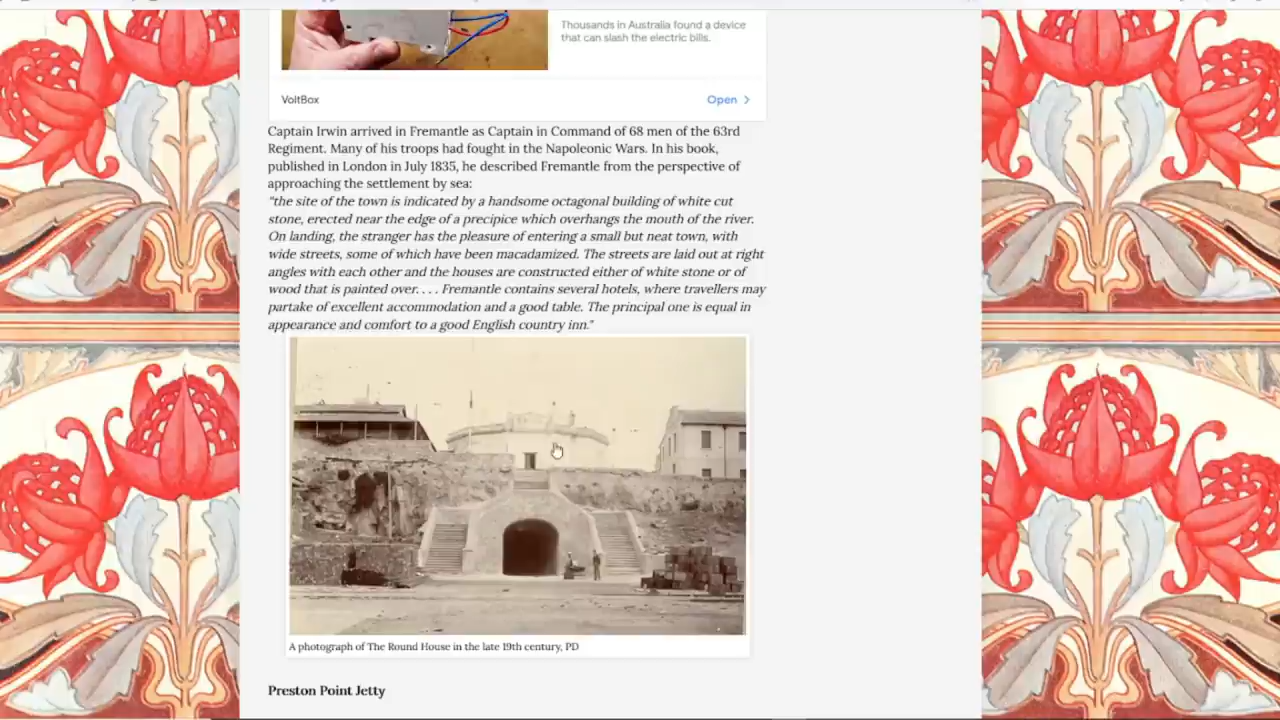 Thousands in Australia found a device
that can slash the electric bills.
VoltBox
Open
Captain Irwin arrived in Fremantle as Captain in Command of 68 men of the 63rd
Regiment. Many of his troops had fought in the Napoleonic Wars. In his book,
published in London in July 1835, he described Fremantle from the perspective of
approaching the settlement by sea:
"the site of the town is indicated by a handsome octagonal building of white cut
stone, erected near the edge of a precipice which overhangs the mouth of the river.
On landing, the stranger has the pleasure of entering a small but neat town, with
wide streets, some of which have been macadamized. The streets are laid out at right
angles with each other and the houses are constructed either of white stone or of
wood that is painted over. . . . Fremantle contains several hotels, where travellers may
partake of excellent accommodation and a good table. The principal one is equal in
appearance and comfort to a good English country inn."
A photograph of The Round House in the late 19th century, PD
Preston Point Jetty